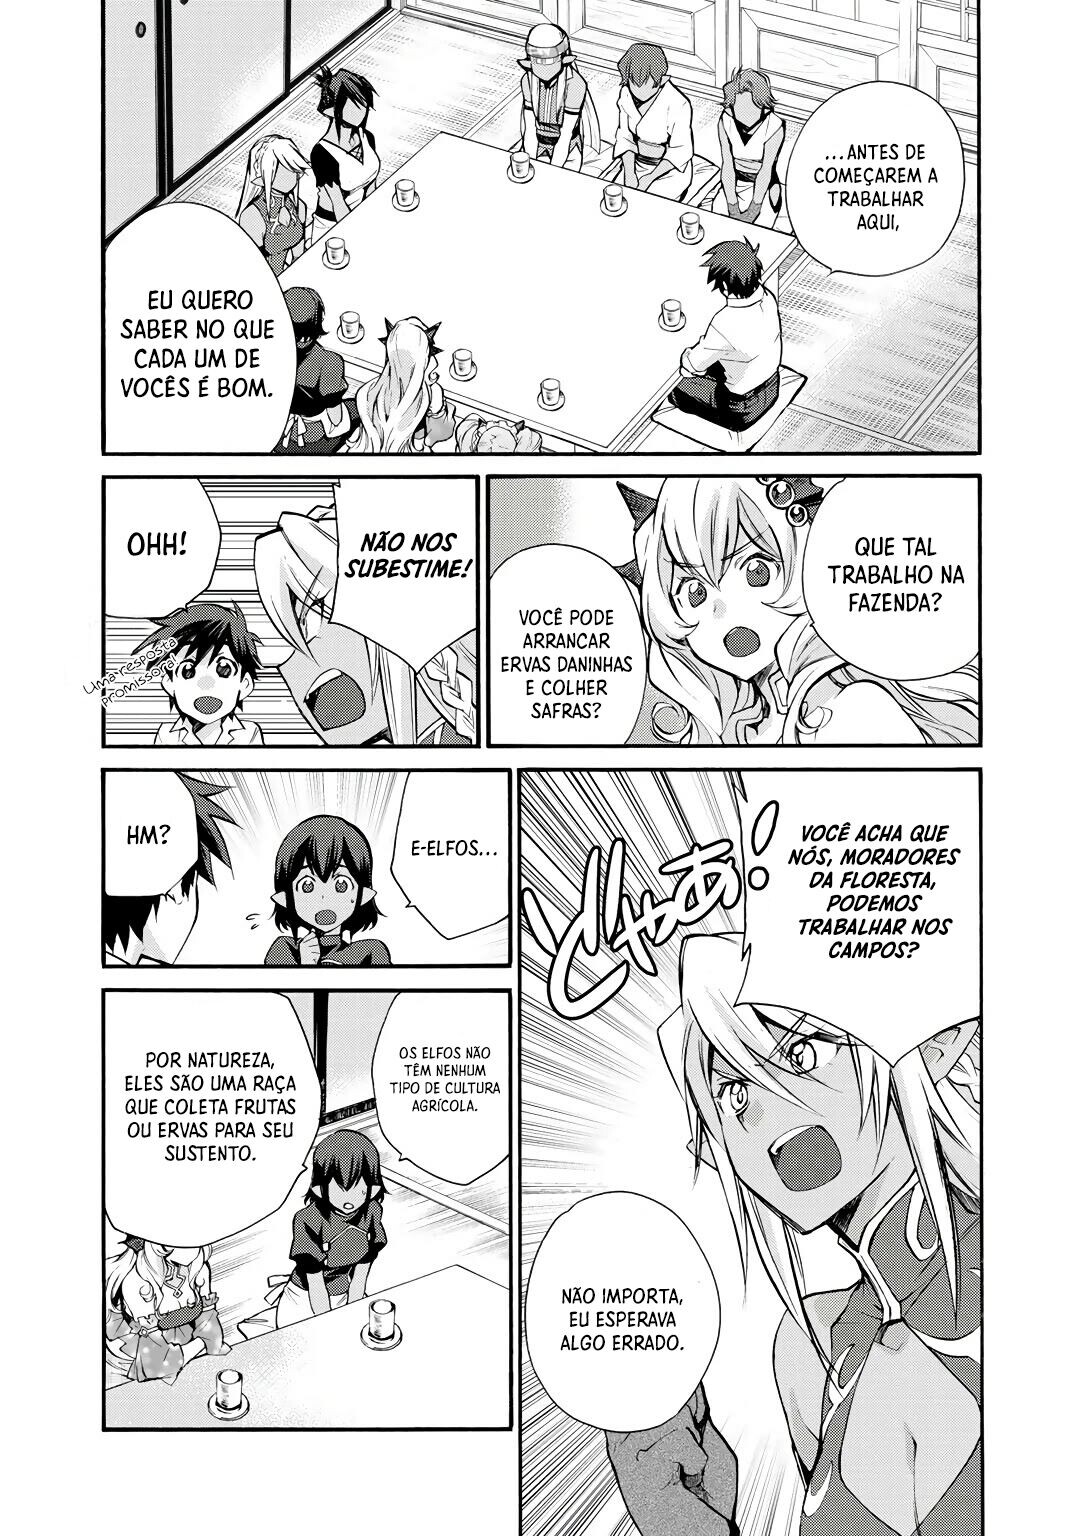 ...ANTES DE
COMEÇAREM A
TRABALHAR
AQUI,
EU QUERO
SABER NO QUE
CADA UM DE
VOCÊS É BOM.
QUE TAL
TRABALHO NA
FAZENDA?
VOCÊ PODE
ARRANCAR
ERVAS DANINHAS
E COLHER
SAFRAS?
NÃO NOS
SUBESTIME!
OHH!
Uma resposta
promissora!
VOCÊ ACHA QUE
NÓS, MORADORES
DA FLORESTA,
PODEMOS
TRABALHAR NOS
CAMPOS?
どやぁぁ!
NÃO IMPORTA,
EU ESPERAVA
ALGO ERRADO.
E-ELFOS...
HM?
OS ELFOS NÃO
TÊM NENHUM
TIPO DE CULTURA
AGRÍCOLA.
POR NATUREZA,
ELES SÃO UMA RAÇA
QUE COLETA FRUTAS
OU ERVAS PARA SEU
SUSTENTO.